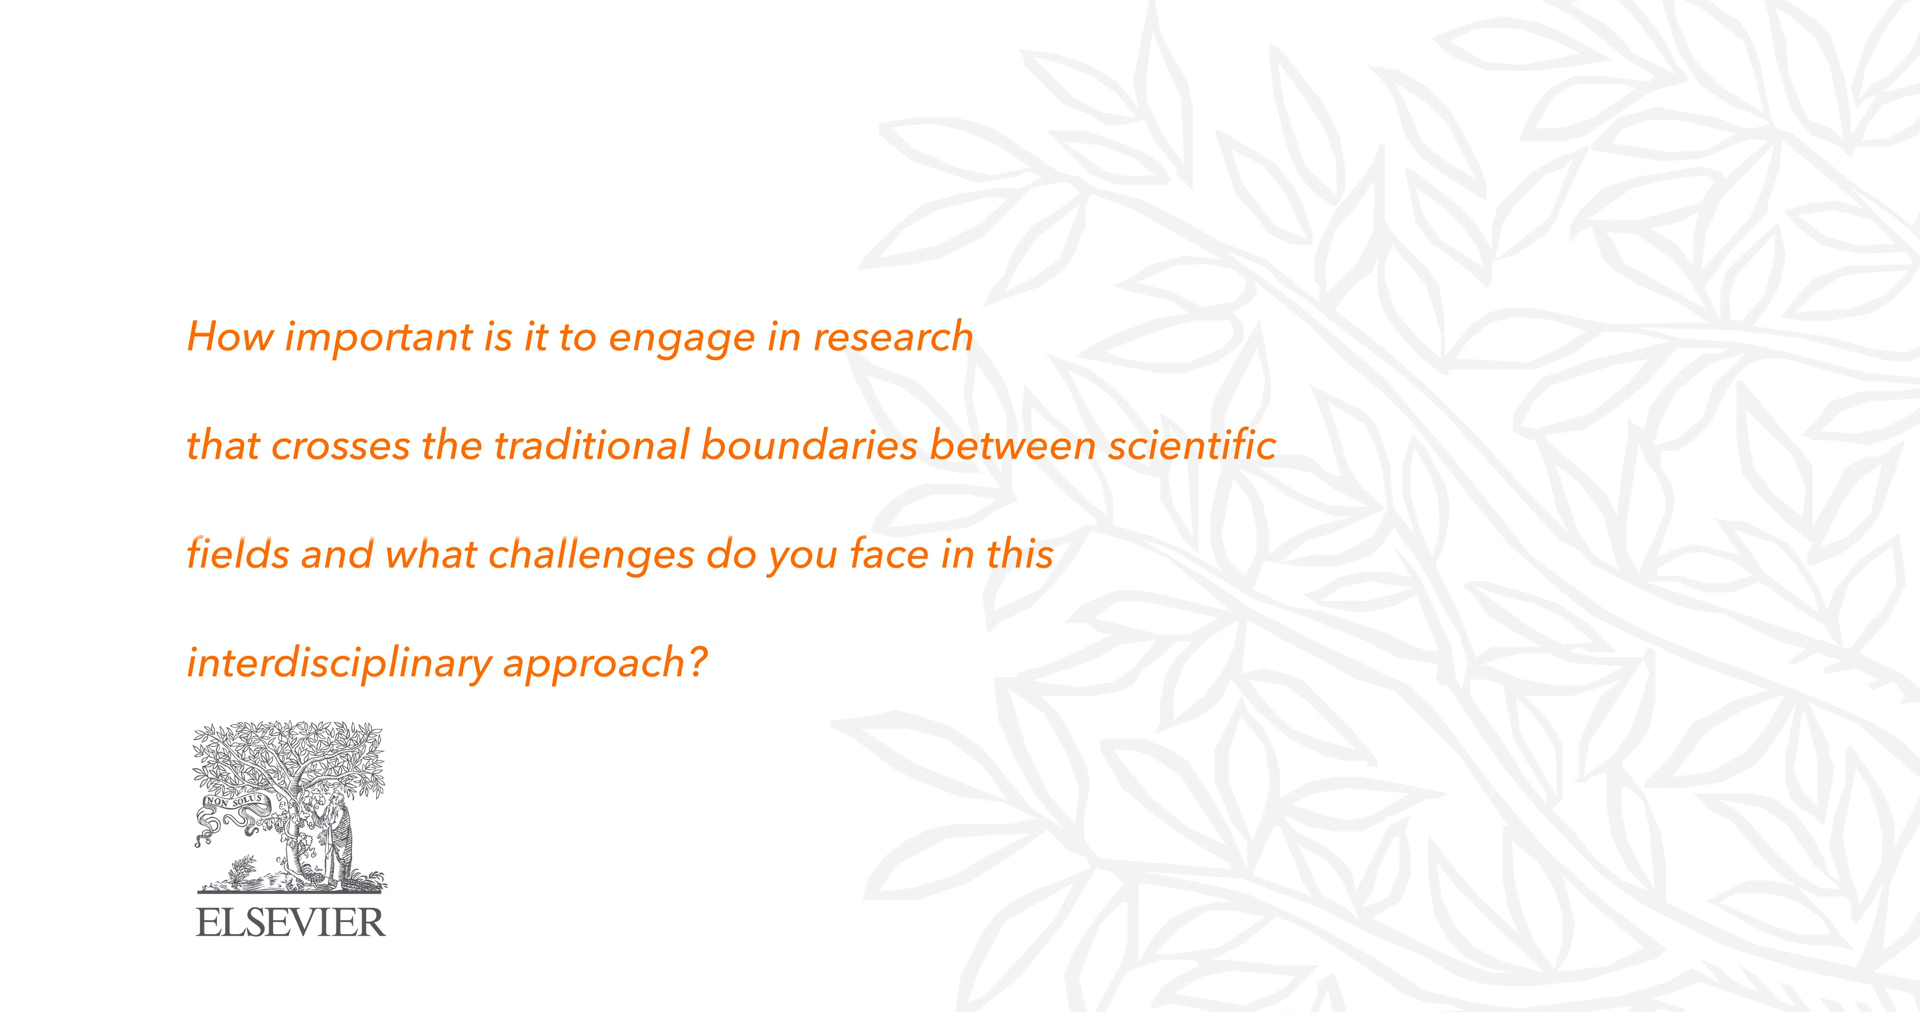 How important is it to engage in research
that crosses the traditional boundaries between scientific
fields and what challenges do you face in this
interdisciplinary approach?
NON SOLUS
ELSEVIER